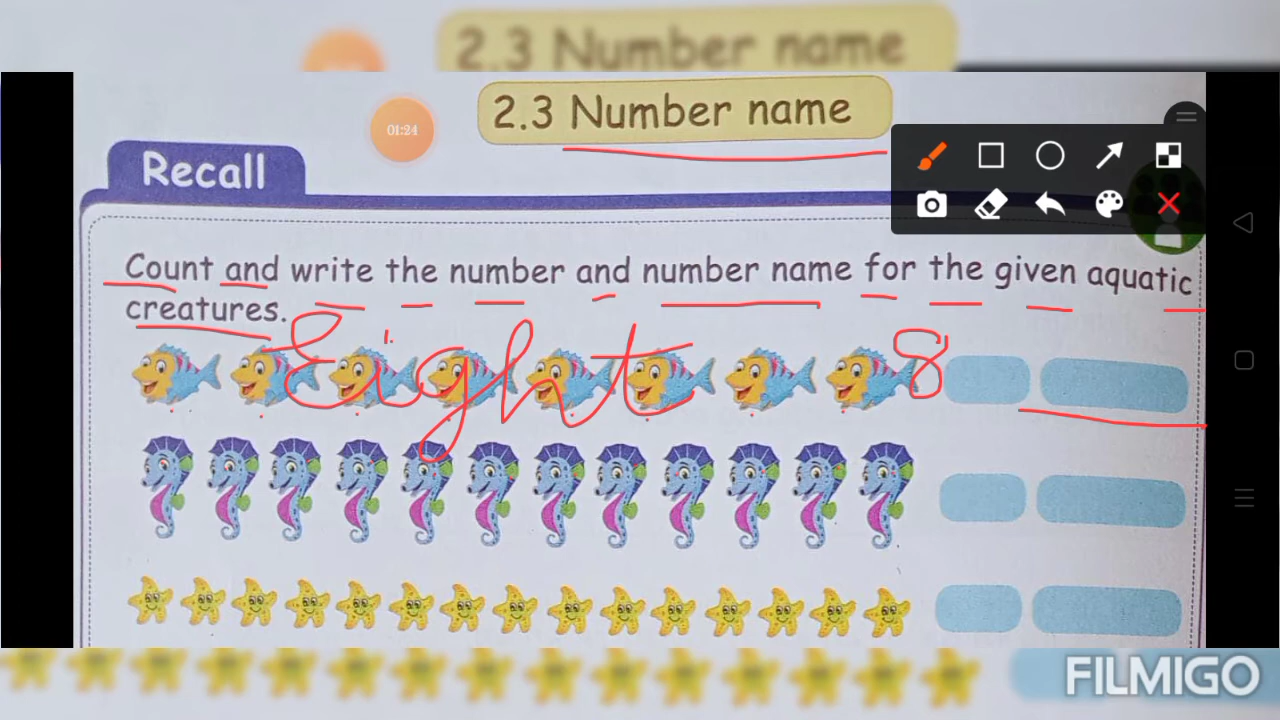 2.3 Number name
2.3 Number name
01:24
Recall
Count and write the number and number name for the given aquatic
creatures.
Eight 8
FILMIGO